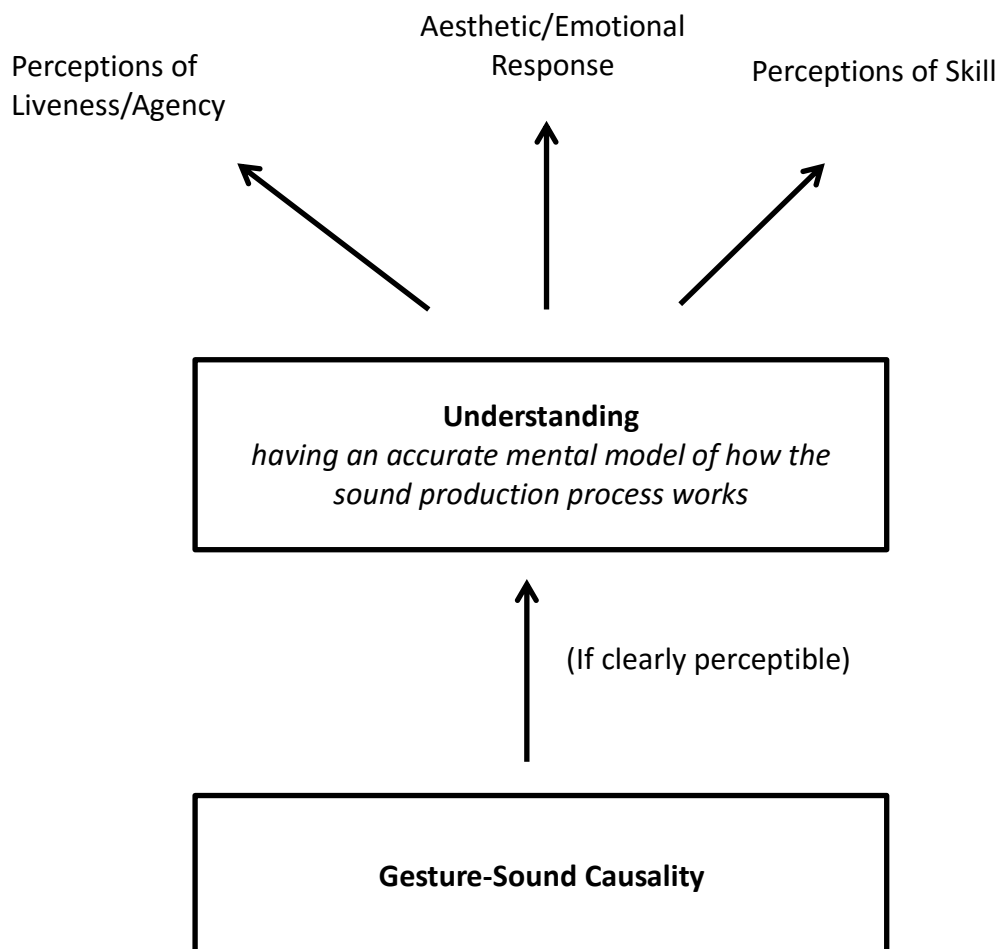 Aesthetic/Emotional
Response
Perceptions of
Liveness/Agency
Perceptions of Skill
Understanding
having an accurate mental model of how the
sound production process works
(If clearly perceptible)
Gesture-Sound Causality